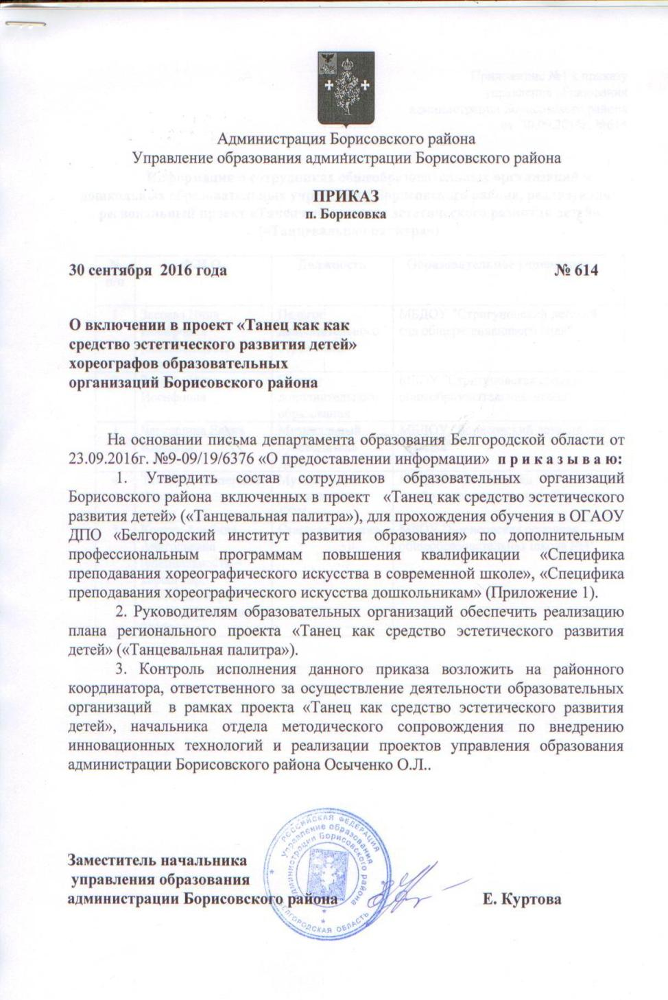 Администрация Борисовского района
Управление образования администрации Борисовского района
ПРИКАЗ
п. Борисовка
30 сентября 2016 года № 614
О включении в проект «Танец как как
средство эстетического развития детей»
хореографов образовательных
организаций Борисовского района
На основании письма департамента образования Белгородской области от
23.09.2016г. №9-09/19/6376 «О предоставлении информации» п р и к а з ы в а ю:
1. Утвердить состав сотрудников образовательных организаций
Борисовского района включенных в проект «Танец как средство эстетического
развития детей» («Танцевальная палитра»), для прохождения обучения в ОГАОУ
ДПО «Белгородский институт развития образования» по дополнительным
профессиональным программам повышения квалификации «Специфика
преподавания хореографического искусства в современной школе», «Специфика
преподавания хореографического искусства дошкольникам» (Приложение 1).
2. Руководителям образовательных организаций обеспечить реализацию
плана регионального проекта «Танец как средство эстетического развития
детей» («Танцевальная палитра»).
3. Контроль исполнения данного приказа возложить на районного
координатора, ответственного за осуществление деятельности образовательных
организаций в рамках проекта «Танец как средство эстетического развития
детей», начальника отдела методического сопровождения по внедрению
инновационных технологий и реализации проектов управления образования
администрации Борисовского района Осыченко О.Л..
РОССИЙСКАЯ ФЕДЕРАЦИЯ
БЕЛГОРОДСКАЯ ОБЛАСТЬ
Управление образования
администрации Борисовского района
Заместитель начальника
управления образования
администрации Борисовского района Е. Куртова